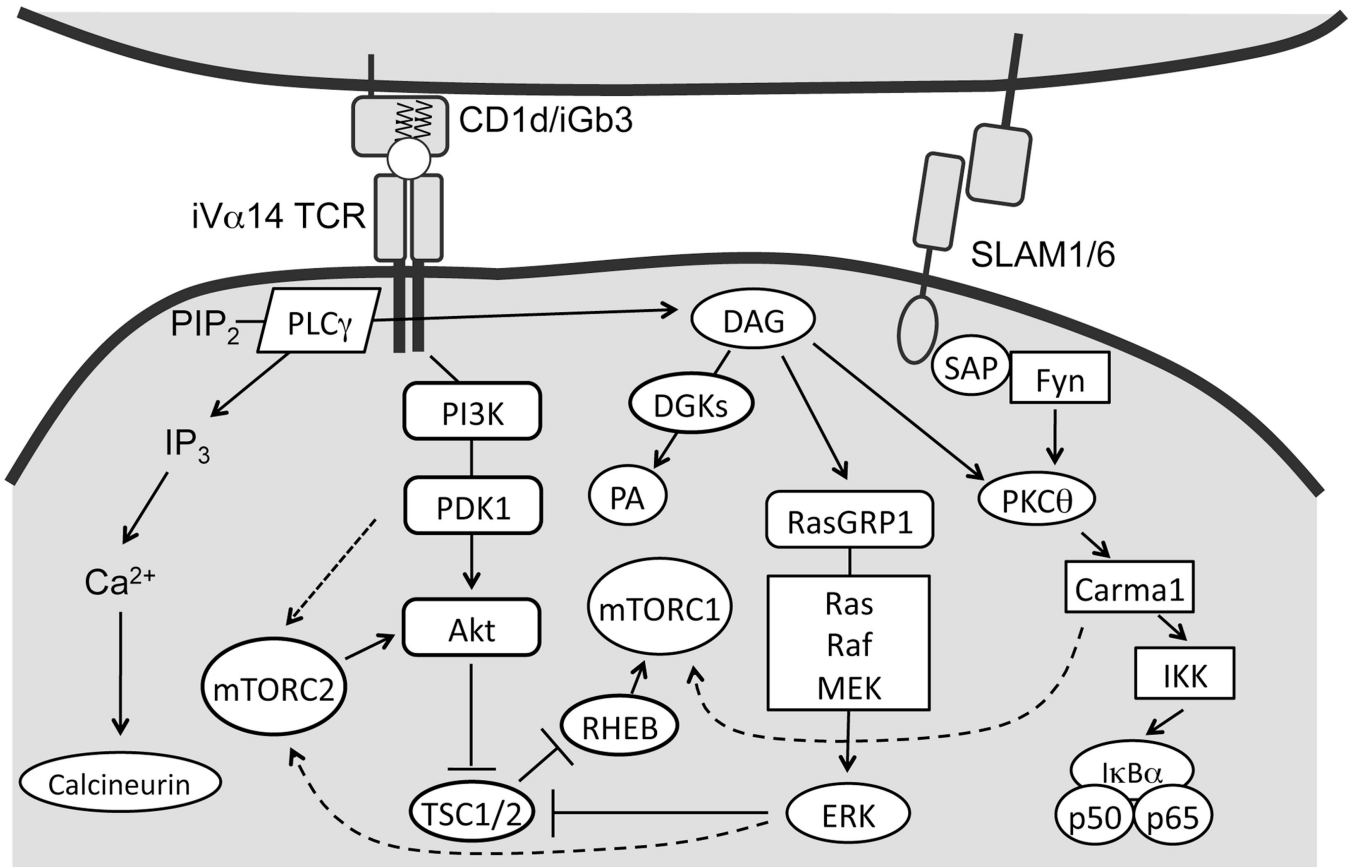 CD1d/iGb3
iVα14 TCR
SLAM1/6
PIP2
PLCγ
DAG
SAP
Fyn
DGKs
PI3K
IP3
PA
PDK1
PKCθ
RasGRP1
Ca2+
Carma1
mTORC1
Ras
Raf
MEK
Akt
IKK
mTORC2
RHEB
Calcineurin
IκBα
TSC1/2
ERK
p50
p65